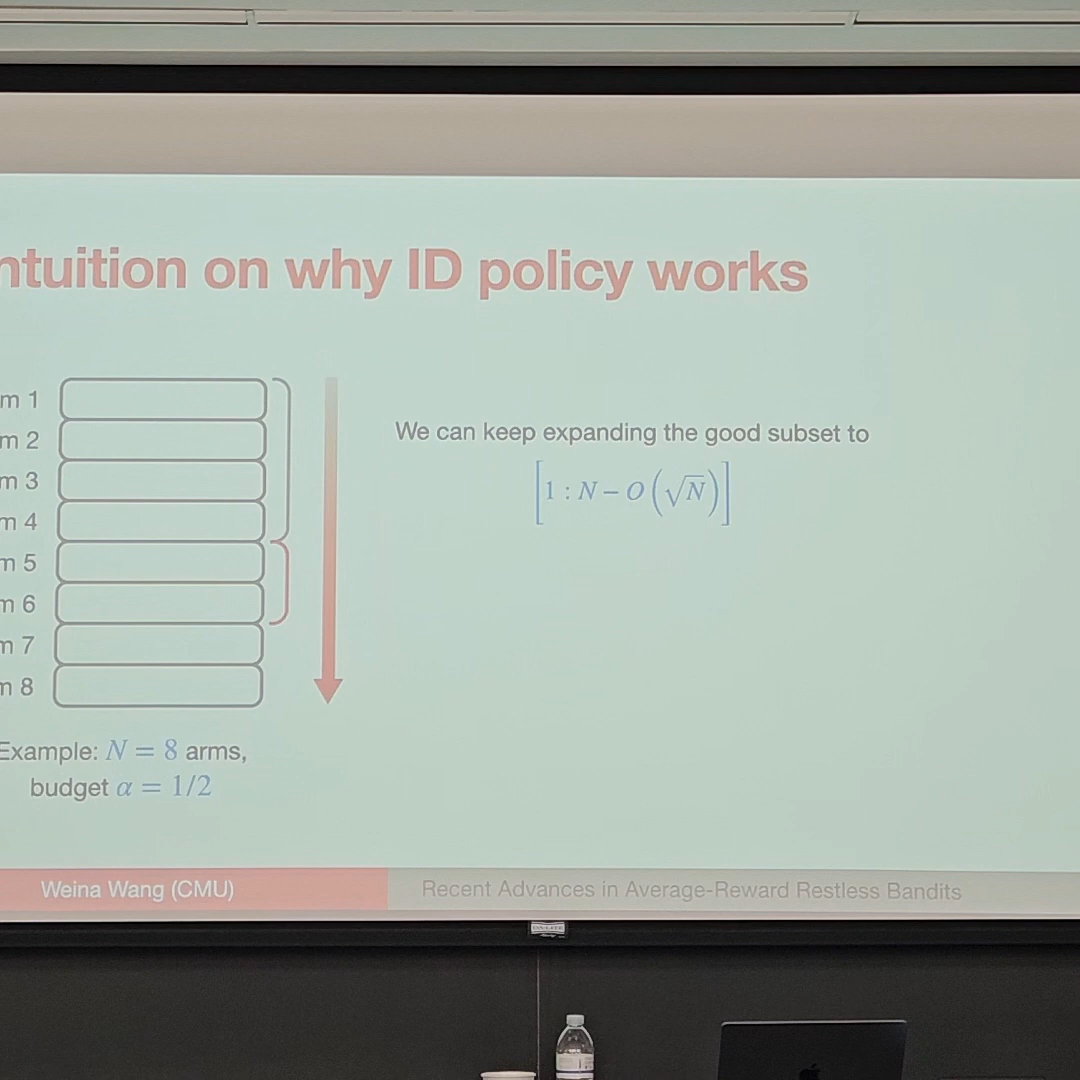 ntuition on why ID policy works
m 1
m 2
m 3
m 4
m 5
m 6
m 7
m 8
We can keep expanding the good subset to
[1 : N − O(√N)]
Example: N = 8 arms,
budget α = 1/2
Weina Wang (CMU)
Recent Advances in Average-Reward Restless Bandits